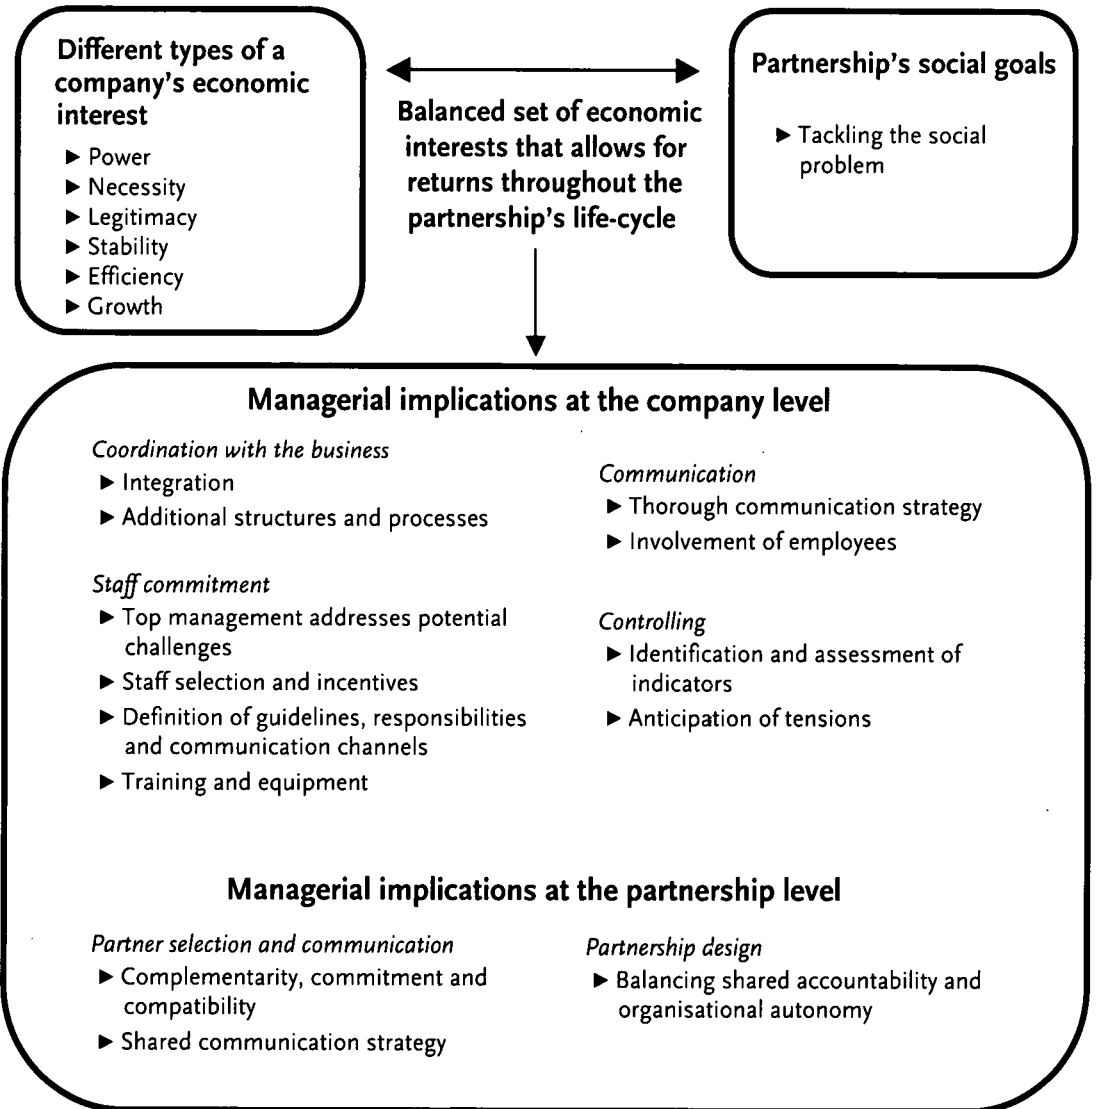 Different types of a
company's economic
interest
► Power
► Necessity
► Legitimacy
► Stability
► Efficiency
► Growth
Balanced set of economic
interests that allows for
returns throughout the
partnership's life-cycle
Partnership's social goals
► Tackling the social
problem
Managerial implications at the company level
Coordination with the business
► Integration
► Additional structures and processes
Staff commitment
► Top management addresses potential
challenges
► Staff selection and incentives
► Definition of guidelines, responsibilities
and communication channels
► Training and equipment
Communication
► Thorough communication strategy
► Involvement of employees
Controlling
► Identification and assessment of
indicators
► Anticipation of tensions
Managerial implications at the partnership level
Partner selection and communication
► Complementarity, commitment and
compatibility
► Shared communication strategy
Partnership design
► Balancing shared accountability and
organisational autonomy